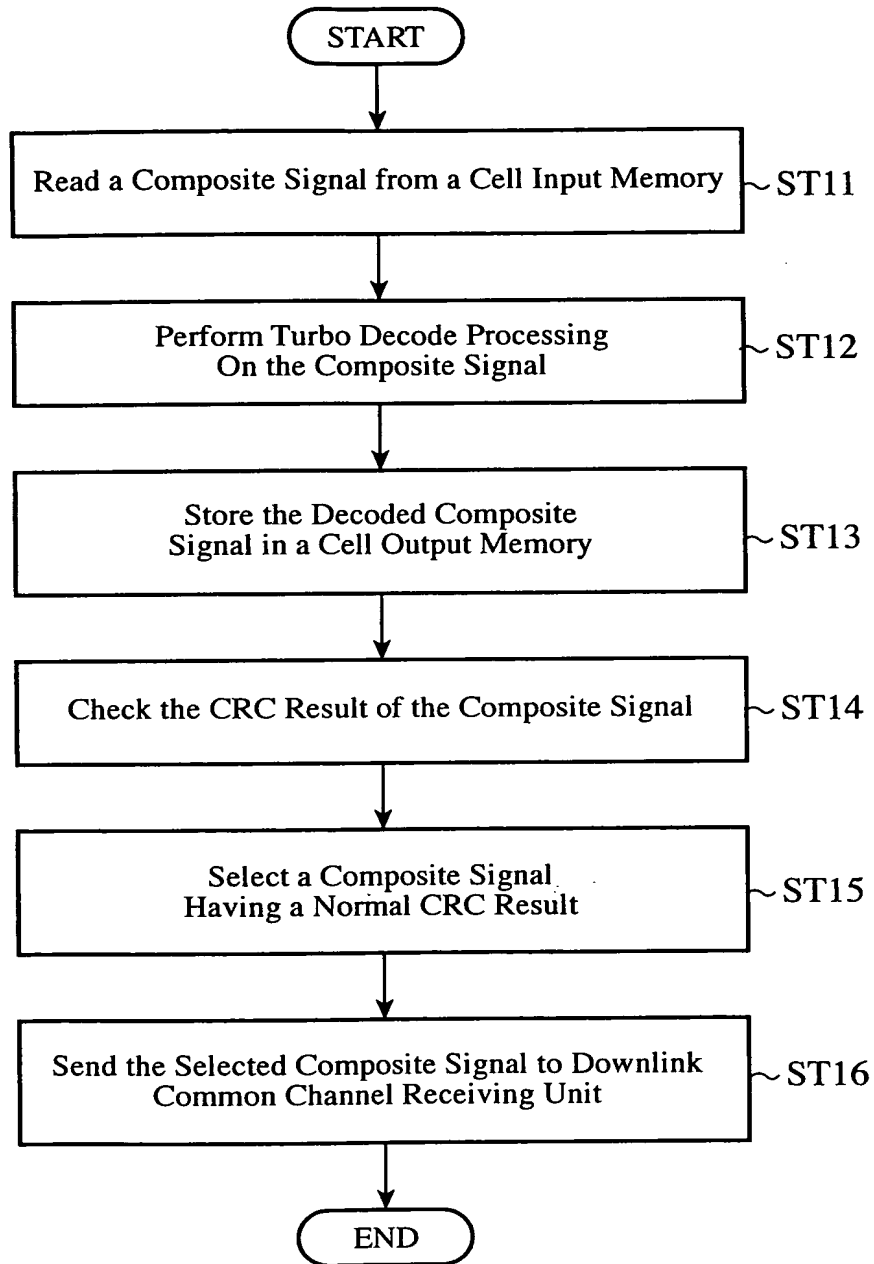 START
Read a Composite Signal from a Cell Input Memory
ST11
Perform Turbo Decode Processing
On the Composite Signal
ST12
Store the Decoded Composite
Signal in a Cell Output Memory
ST13
Check the CRC Result of the Composite Signal
ST14
Select a Composite Signal
Having a Normal CRC Result
ST15
Send the Selected Composite Signal to Downlink
Common Channel Receiving Unit
ST16
END